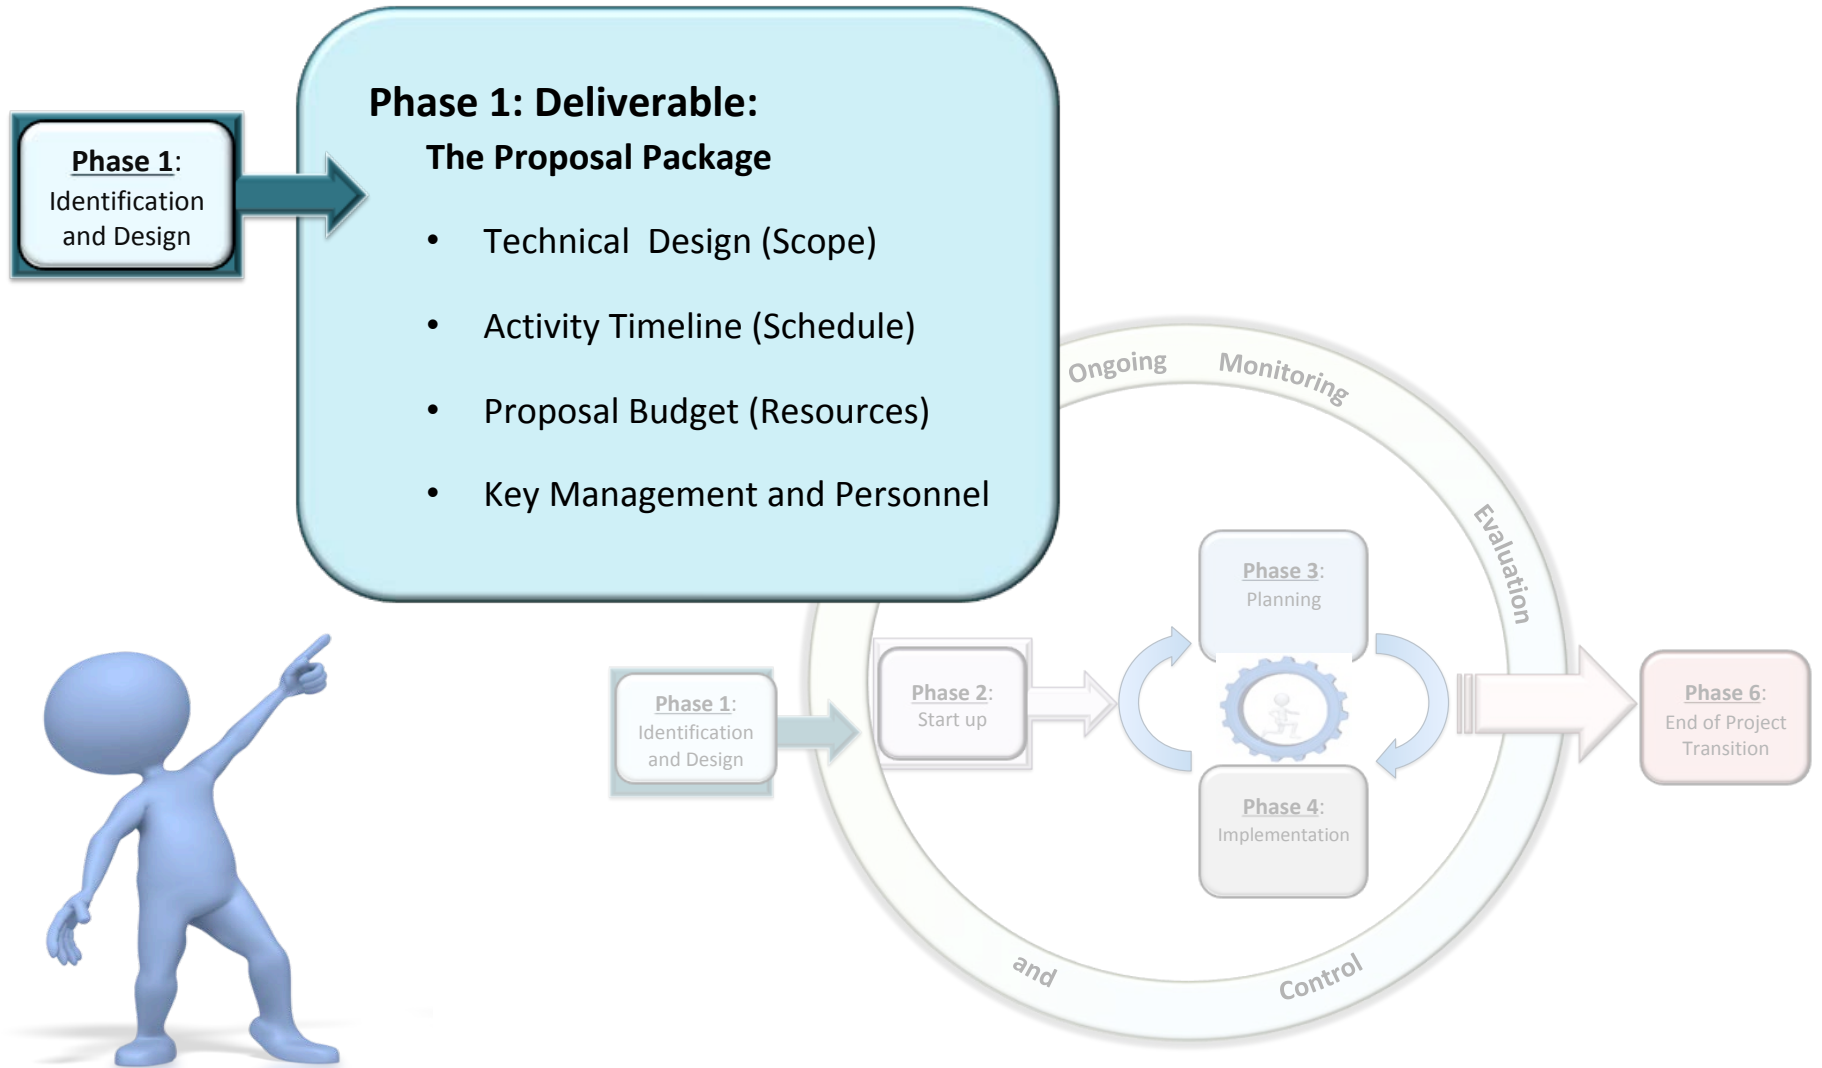 Phase 1:
Identification
and Design
Phase 1: Deliverable:
The Proposal Package
• Technical Design (Scope)
• Activity Timeline (Schedule)
• Proposal Budget (Resources)
• Key Management and Personnel
Ongoing Monitoring
Evaluation
Phase 3:
Planning
Phase 1:
Identification
and Design
Phase 2:
Start up
Phase 6:
End of Project
Transition
Phase 4:
Implementation
and Control